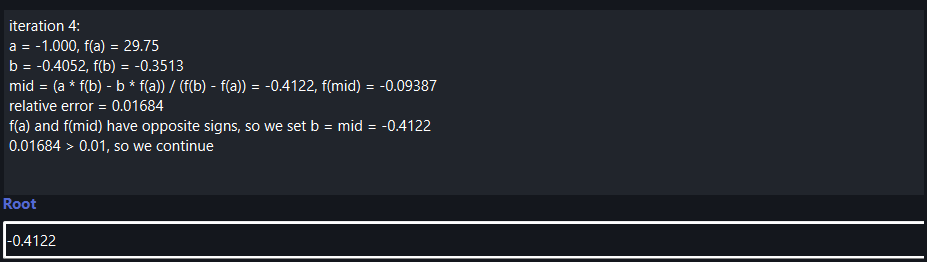 iteration 4:
a = -1.000, f(a) = 29.75
b = -0.4052, f(b) = -0.3513
mid = (a * f(b) - b * f(a)) / (f(b) - f(a)) = -0.4122, f(mid) = -0.09387
relative error = 0.01684
f(a) and f(mid) have opposite signs, so we set b = mid = -0.4122
0.01684 > 0.01, so we continue
Root
-0.4122